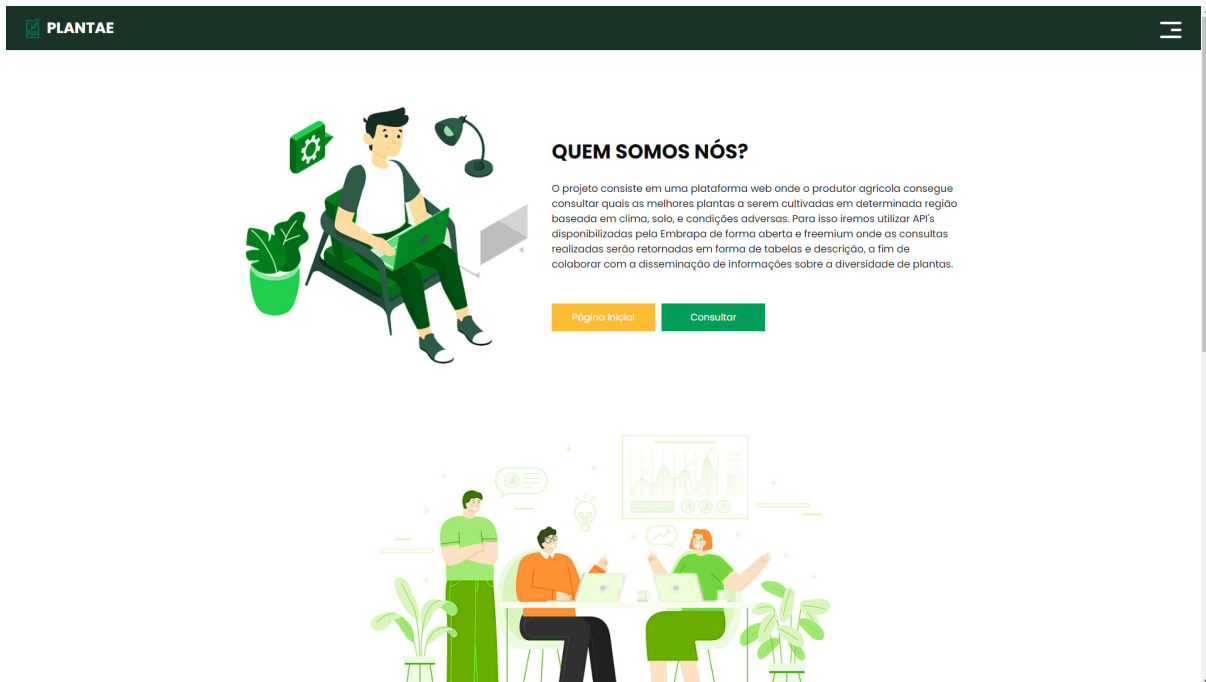 PLANTAE
QUEM SOMOS NÓS?
O projeto consiste em uma plataforma web onde o produtor agrícola consegue
consultar quais as melhores plantas a serem cultivadas em determinada região
baseada em clima, solo, e condições adversas. Para isso iremos utilizar API's
disponibilizadas pela Embrapa de forma aberta e freemium onde as consultas
realizadas serão retornadas em forma de tabelas e descrição, a fim de
colaborar com a disseminação de informações sobre a diversidade de plantas.
Página Inicial
Consultar